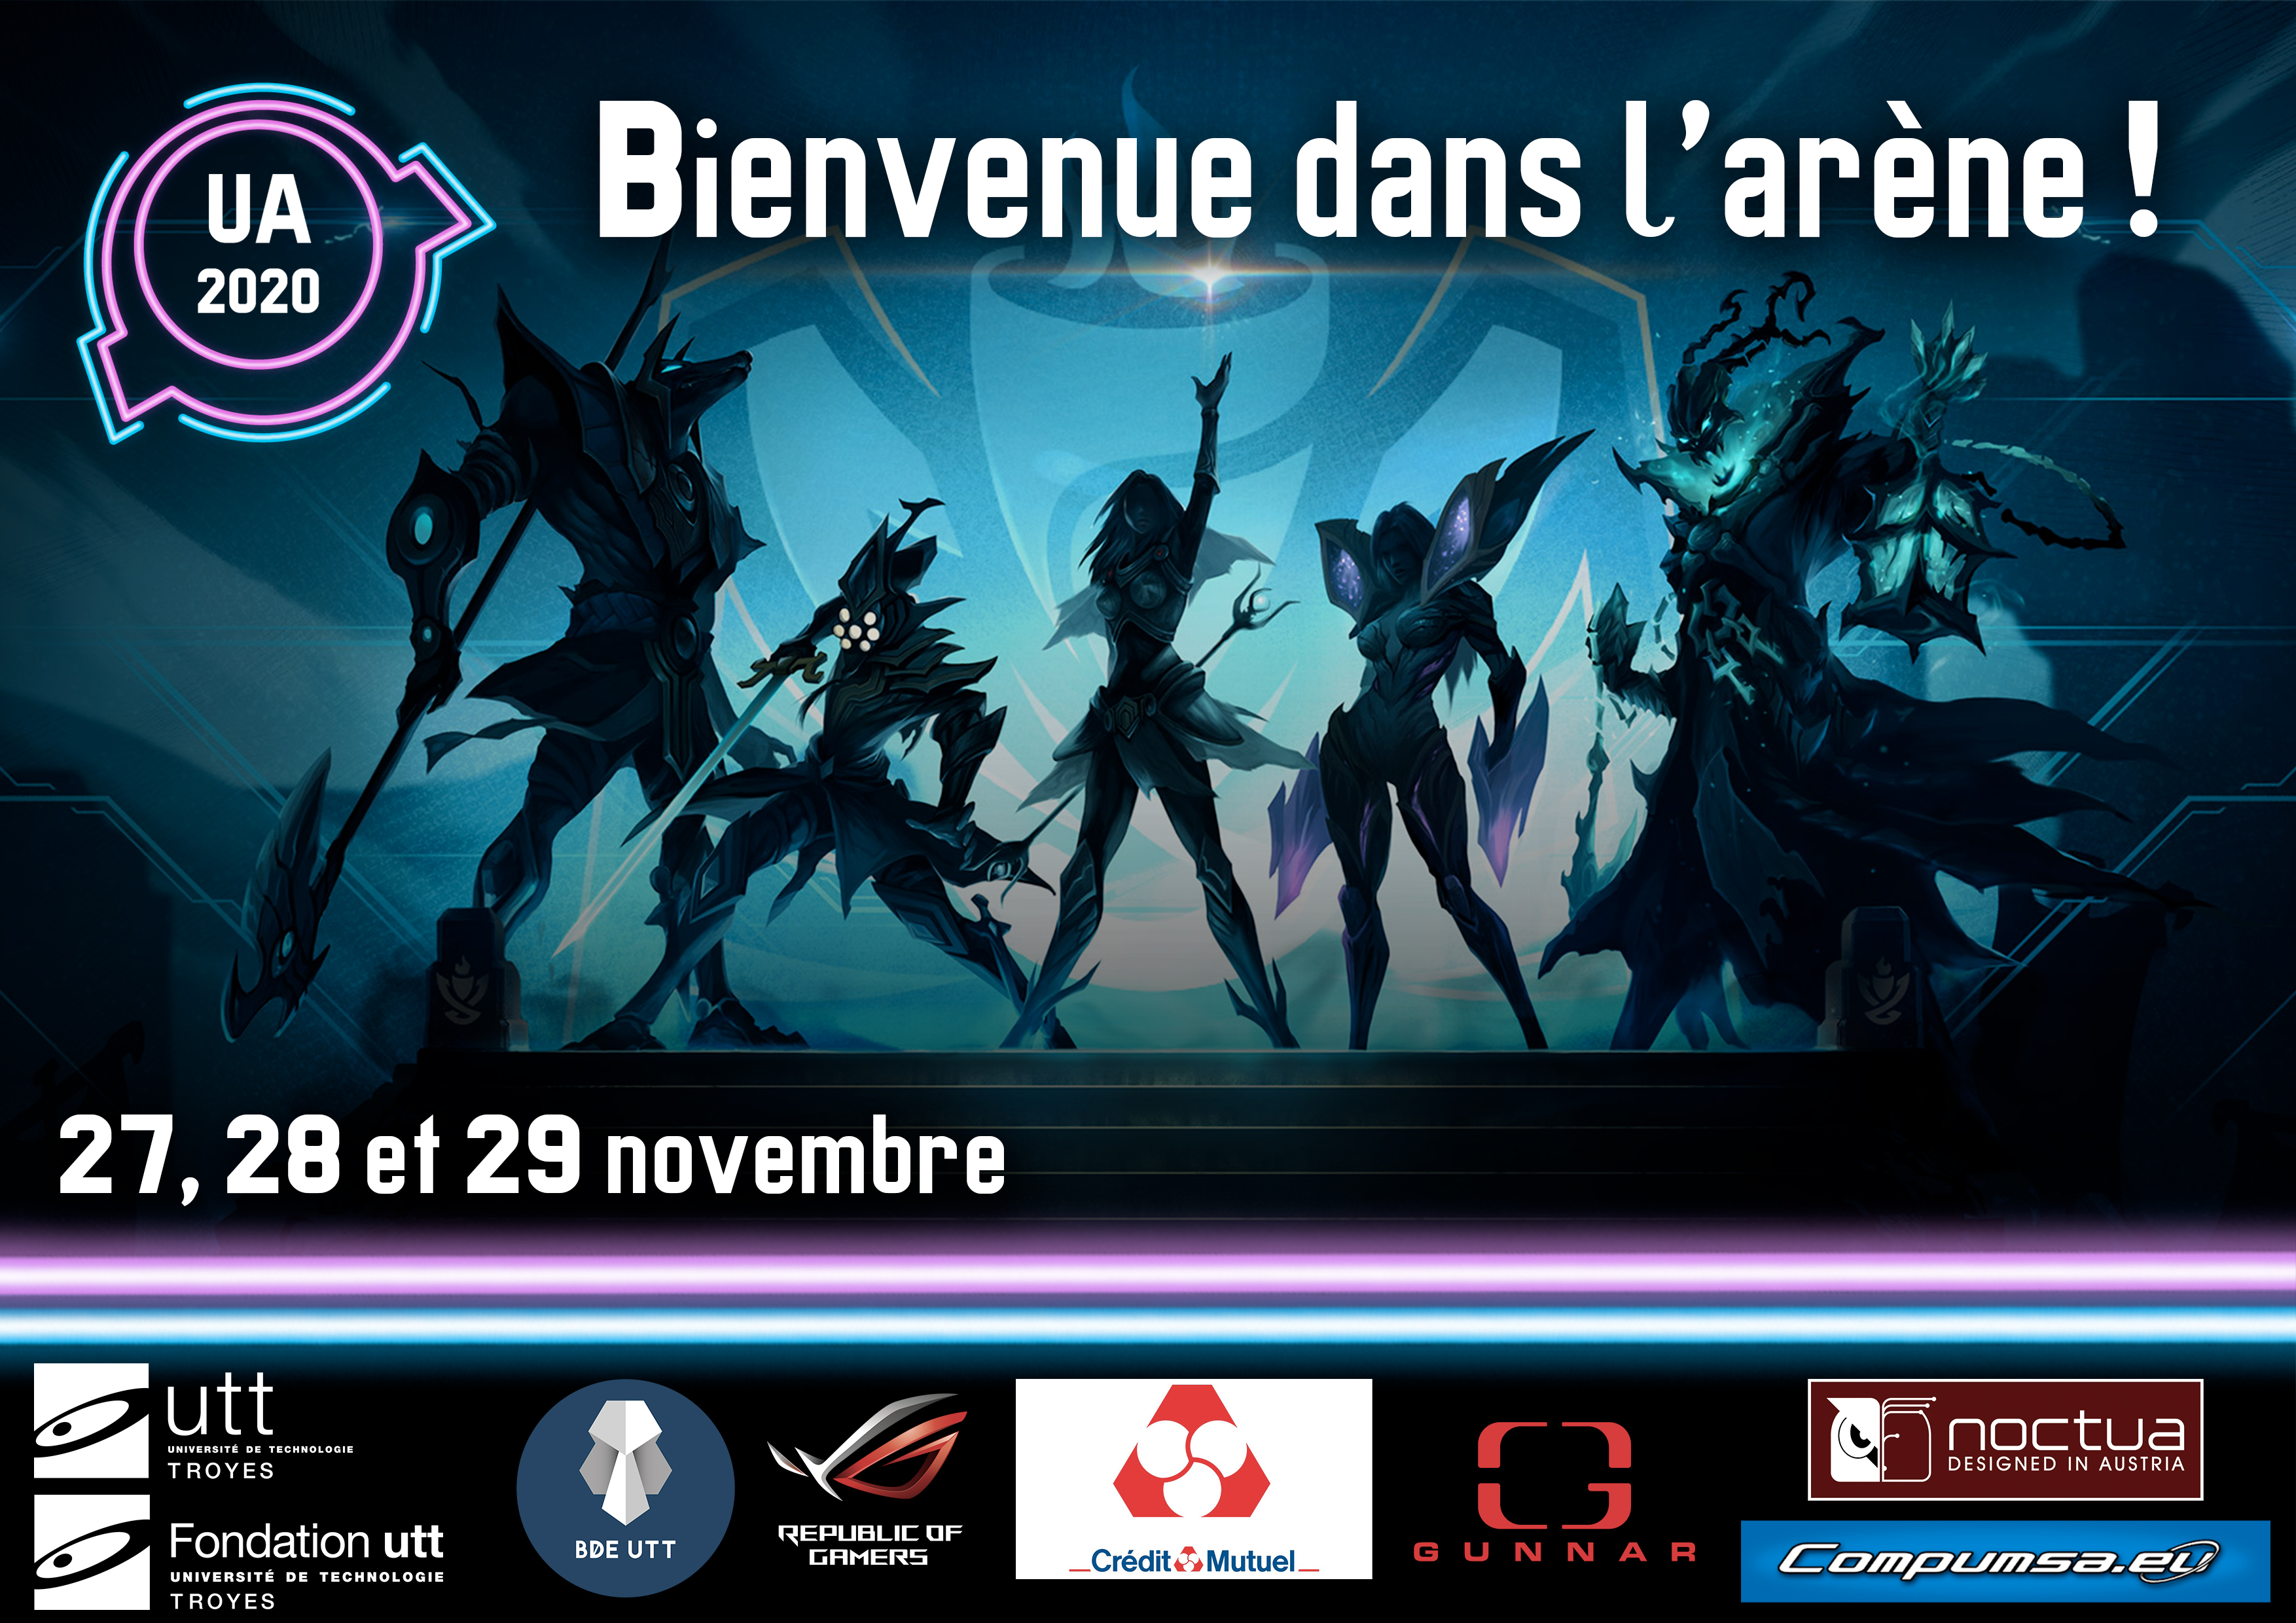 UA
2020
Bienvenue dans l'arène !
27, 28 et 29 novembre
utt
UNIVERSITÉ DE TECHNOLOGIE
TROYES
Fondation utt
UNIVERSITÉ DE TECHNOLOGIE
TROYES
BDE UTT
REPUBLIC OF
GAMERS
Crédit Mutuel
GUNNAR
noctua
DESIGNED IN AUSTRIA
Compumsa.eu